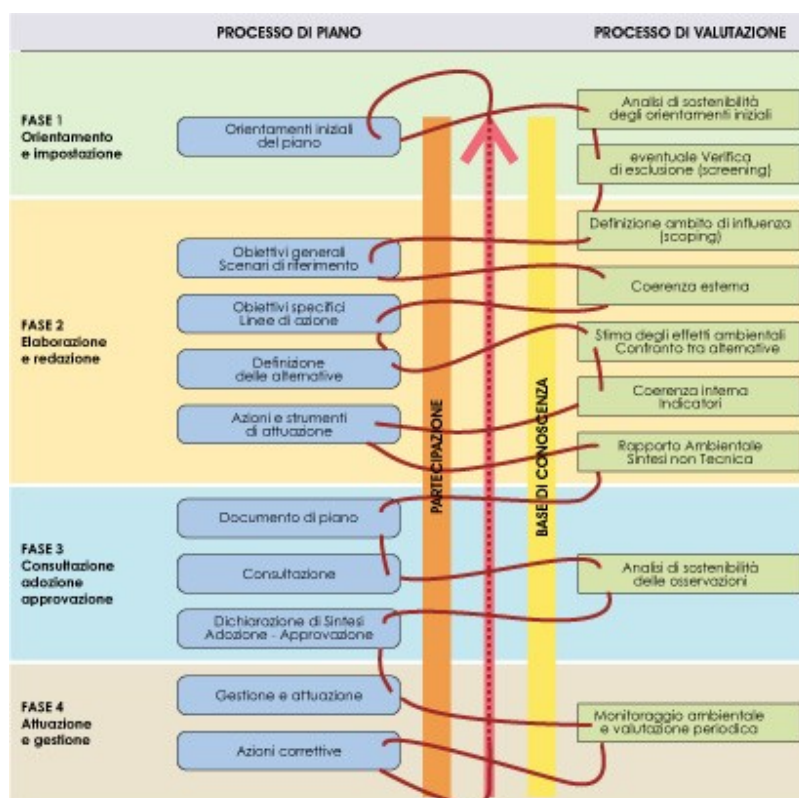 PROCESSO DI PIANO
PROCESSO DI VALUTAZIONE
FASE 1
Orientamento
e impostazione
Orientamenti iniziali
del piano
Analisi di sostenibilità
degli orientamenti iniziali
eventuale Verifica
di esclusione (screening)
FASE 2
Elaborazione
e redazione
Definizione ambito di influenza
(scoping)
Obiettivi generali
Scenari di riferimento
Coerenza esterna
Obiettivi specifici
Linee di azione
Stima degli effetti ambientali
Confronto tra alternative
Definizione
delle alternative
Coerenza interna
Indicatori
Azioni e strumenti
di attuazione
Rapporto Ambientale
Sintesi non Tecnica
PARTECIPAZIONE
BASE DI CONOSCENZA
FASE 3
Consultazione
adozione
approvazione
Documento di piano
Consultazione
Analisi di sostenibilità
delle osservazioni
Dichiarazione di Sintesi
Adozione - Approvazione
FASE 4
Attuazione
e gestione
Gestione e attuazione
Monitoraggio ambientale
e valutazione periodica
Azioni correttive